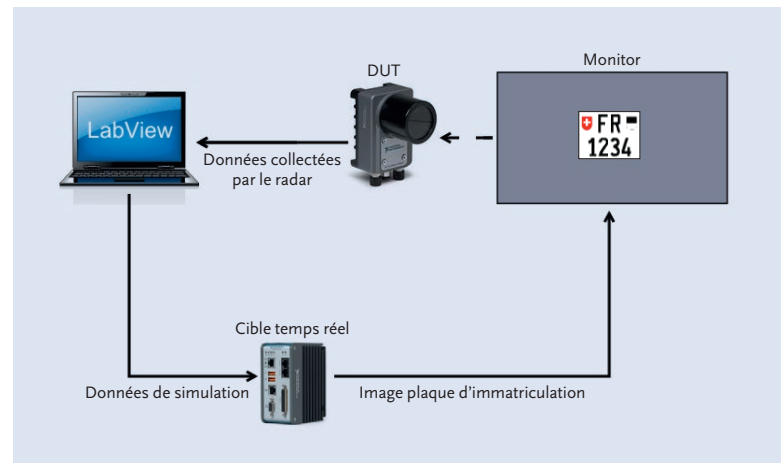 Monitor
DUT
FR
1234
LabView
Données collectées
par le radar
Cible temps réel
Données de simulation
Image plaque d'immatriculation